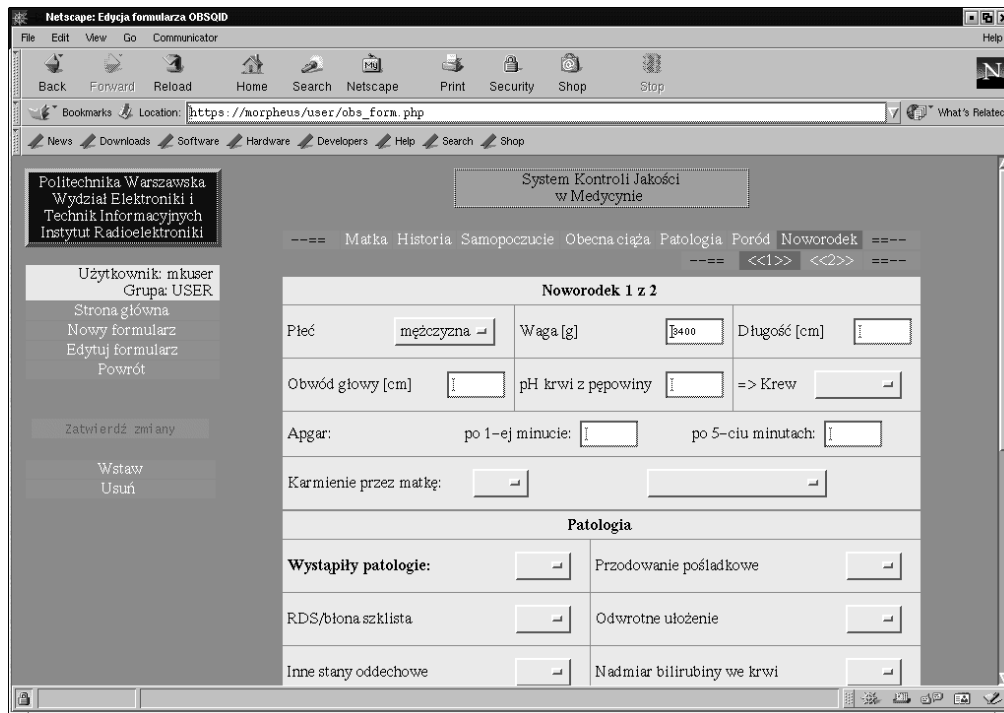 Netscape: Edycja formularza OBSQID
File Edit View Go Communicator Help
Back Forward Reload Home Search Netscape Print Security Shop Stop
My
N
Bookmarks Location: https://morpheus/user/obs_form.php What's Related
News Downloads Software Hardware Developers Help Search Shop
Politechnika Warszawska
Wydział Elektroniki i
Technik Informacyjnych
Instytut Radioelektroniki
System Kontroli Jakości
w Medycynie
--== Matka Historia Samopoczucie Obecna ciąża Patologia Poród Noworodek ==--
--== <<1>> <<2>> ==--
Użytkownik: mkuser
Grupa: USER
Strona główna
Nowy formularz
Edytuj formularz
Powrót
Zatwierdź zmiany
Wstaw
Usuń
Noworodek 1 z 2
Płeć mężczyzna Waga [g] 3400 Długość [cm]
Obwód głowy [cm] pH krwi z pępowiny => Krew
Apgar: po 1-ej minucie: po 5-ciu minutach:
Karmienie przez matkę:
Patologia
Wystąpiły patologie: Przodowanie pośladkowe
RDS/błona szklista Odwrotne ułożenie
Inne stany oddechowe Nadmiar bilirubiny we krwi